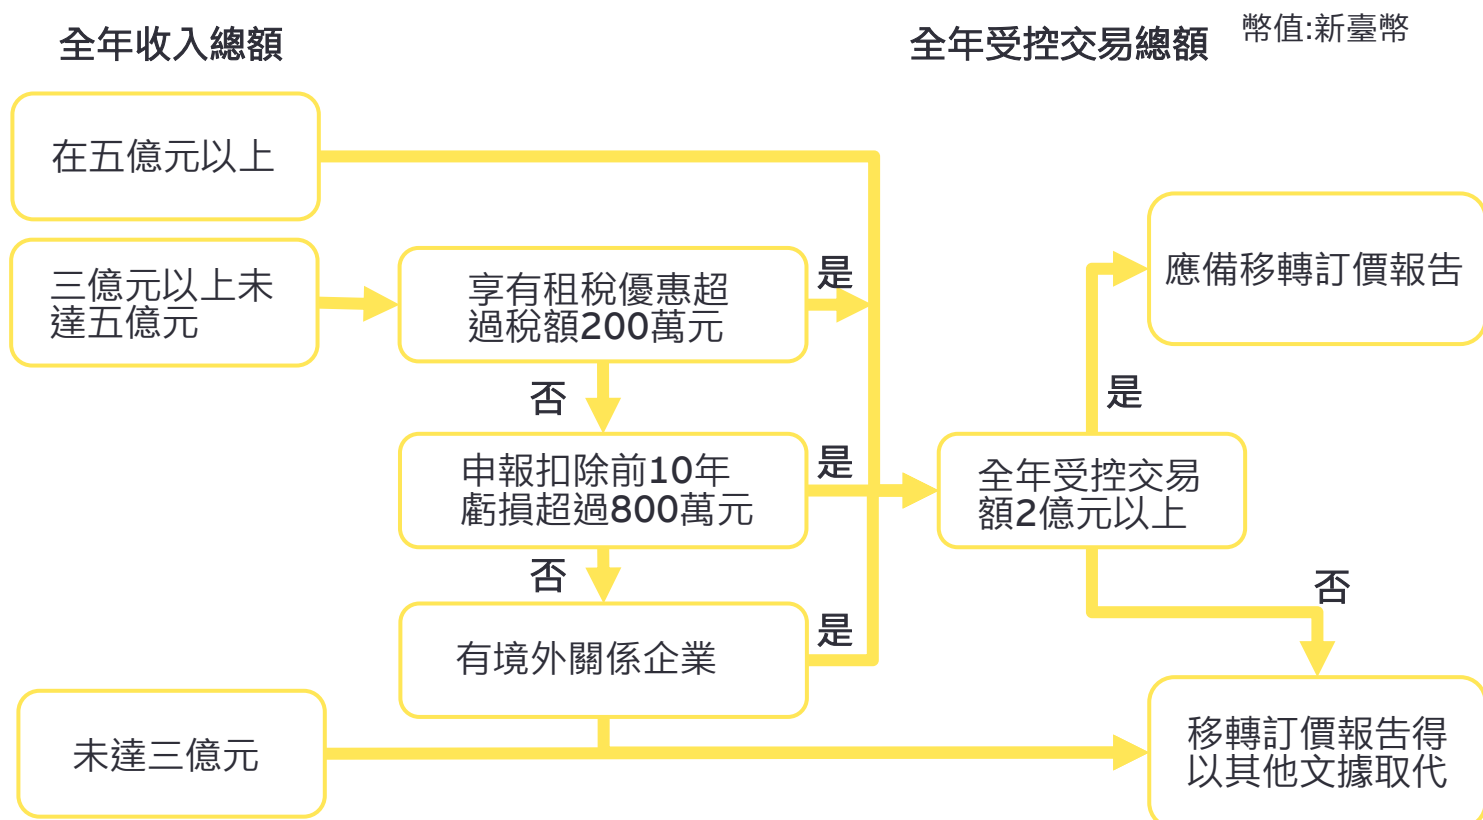 全年收入總額
全年受控交易總額
幣值:新臺幣
在五億元以上
三億元以上未
達五億元
享有租稅優惠超
過稅額200萬元
是
應備移轉訂價報告
否
是
申報扣除前10年
虧損超過800萬元
是
全年受控交易
額2億元以上
否
否
有境外關係企業
是
未達三億元
移轉訂價報告得
以其他文據取代